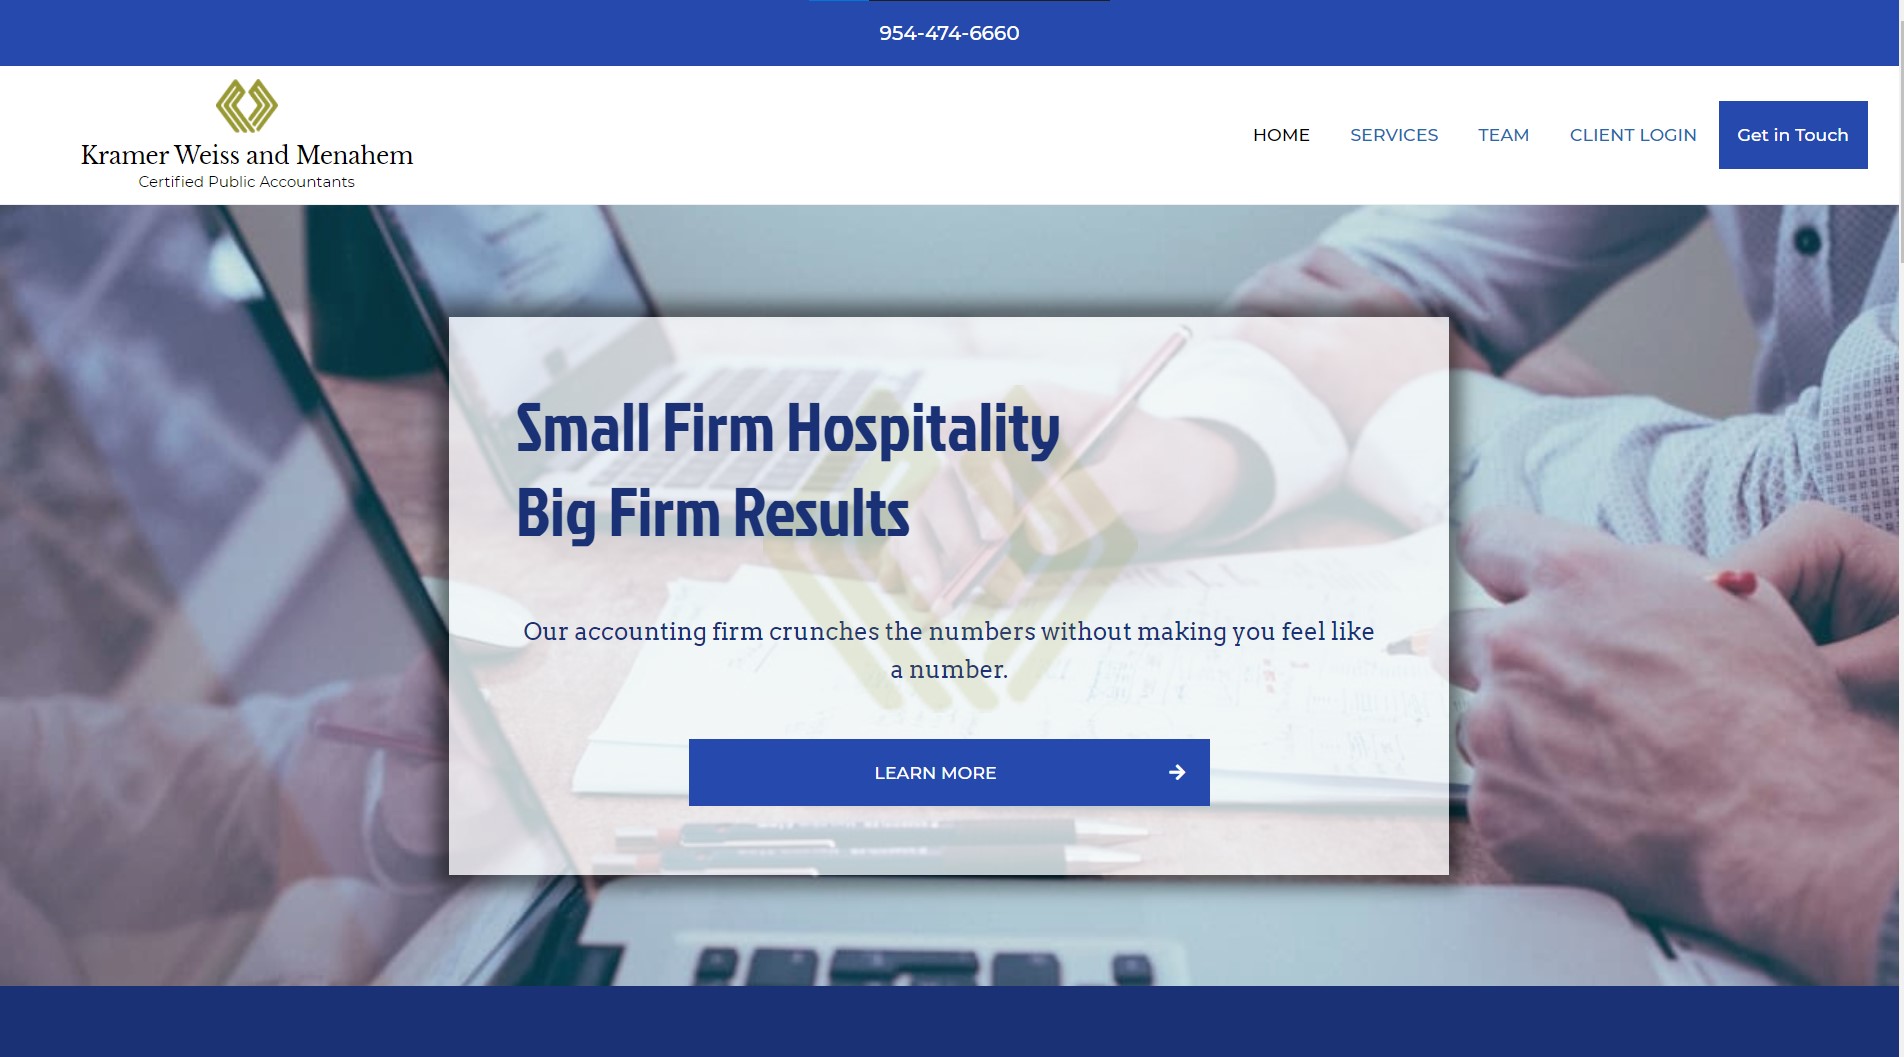 954-474-6660
Kramer Weiss and Menahem
Certified Public Accountants
HOME
SERVICES
TEAM
CLIENT LOGIN
Get in Touch
Small Firm Hospitality
Big Firm Results
Our accounting firm crunches the numbers without making you feel like
a number.
LEARN MORE